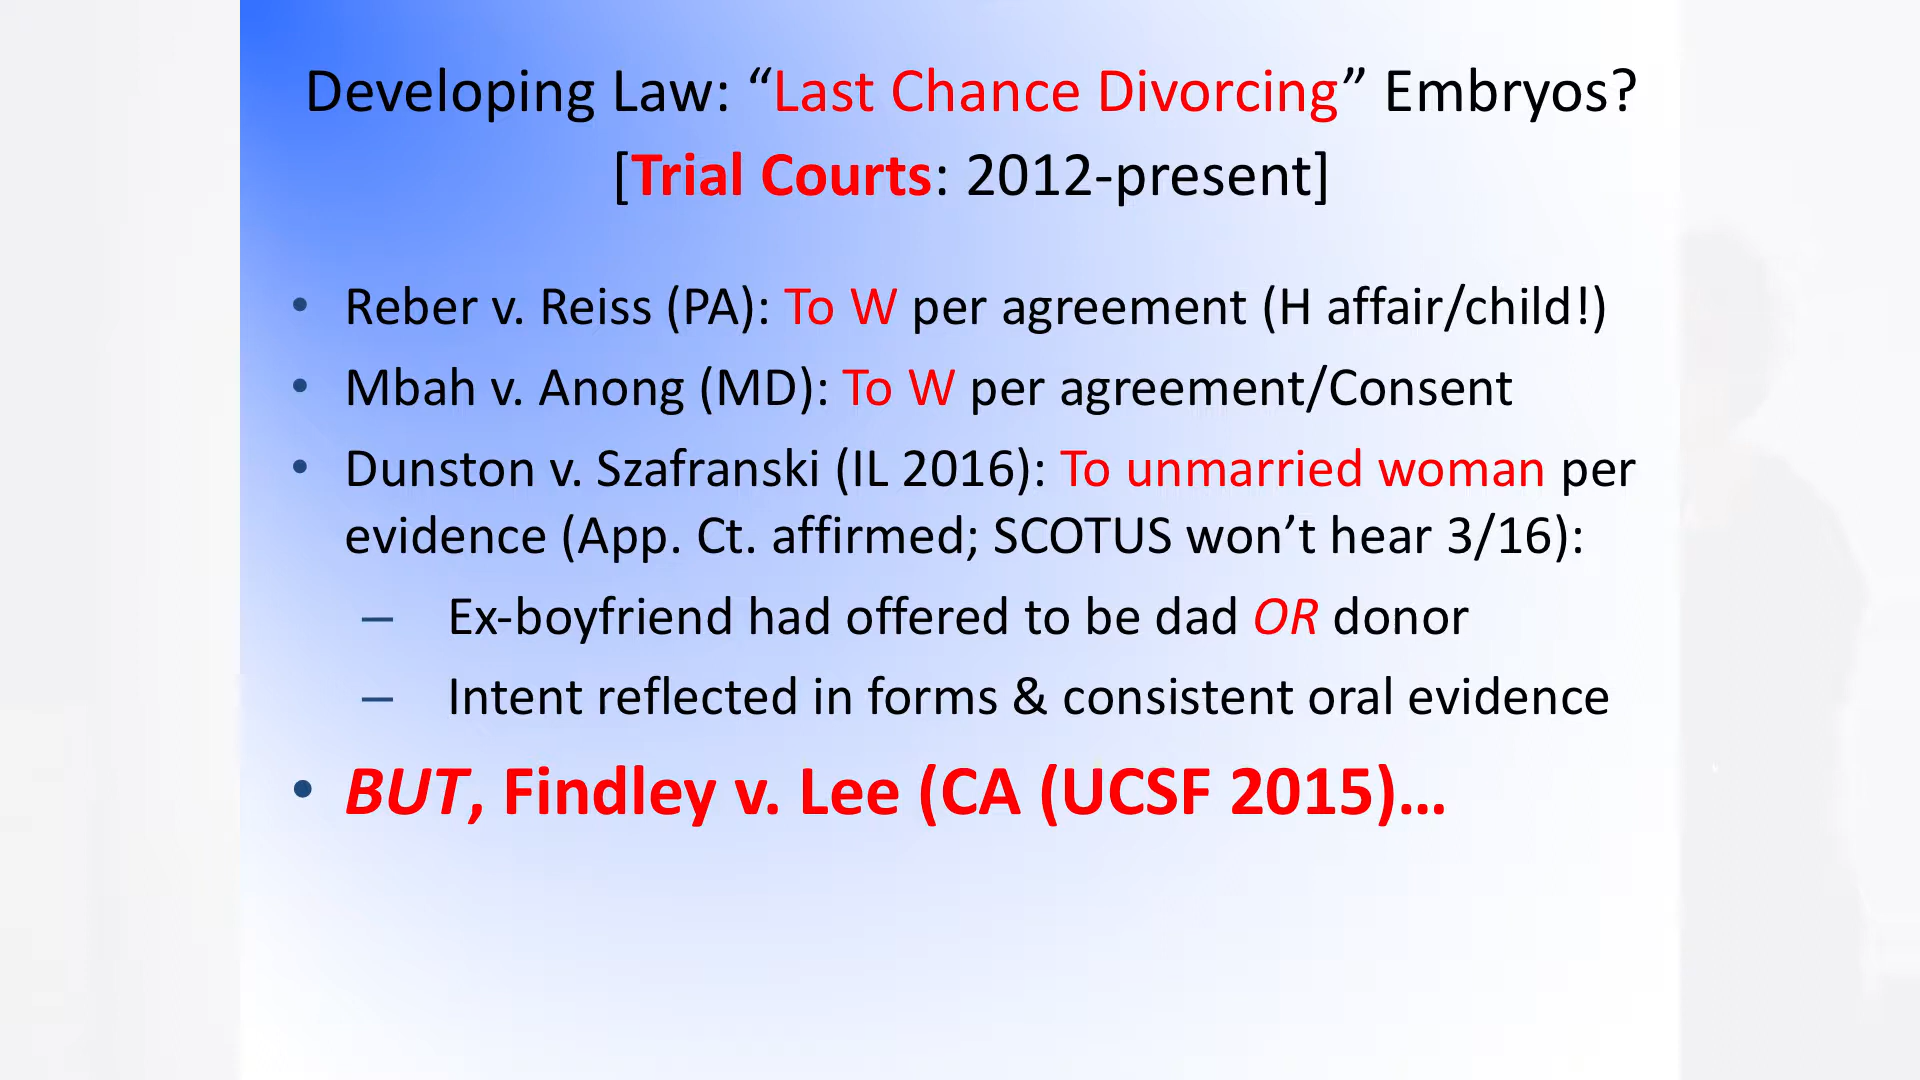 Developing Law: “Last Chance Divorcing” Embryos?
[Trial Courts: 2012-present]
• Reber v. Reiss (PA): To W per agreement (H affair/child!)
• Mbah v. Anong (MD): To W per agreement/Consent
• Dunston v. Szafranski (IL 2016): To unmarried woman per
evidence (App. Ct. affirmed; SCOTUS won’t hear 3/16):
– Ex-boyfriend had offered to be dad OR donor
– Intent reflected in forms & consistent oral evidence
• BUT, Findley v. Lee (CA (UCSF 2015)...